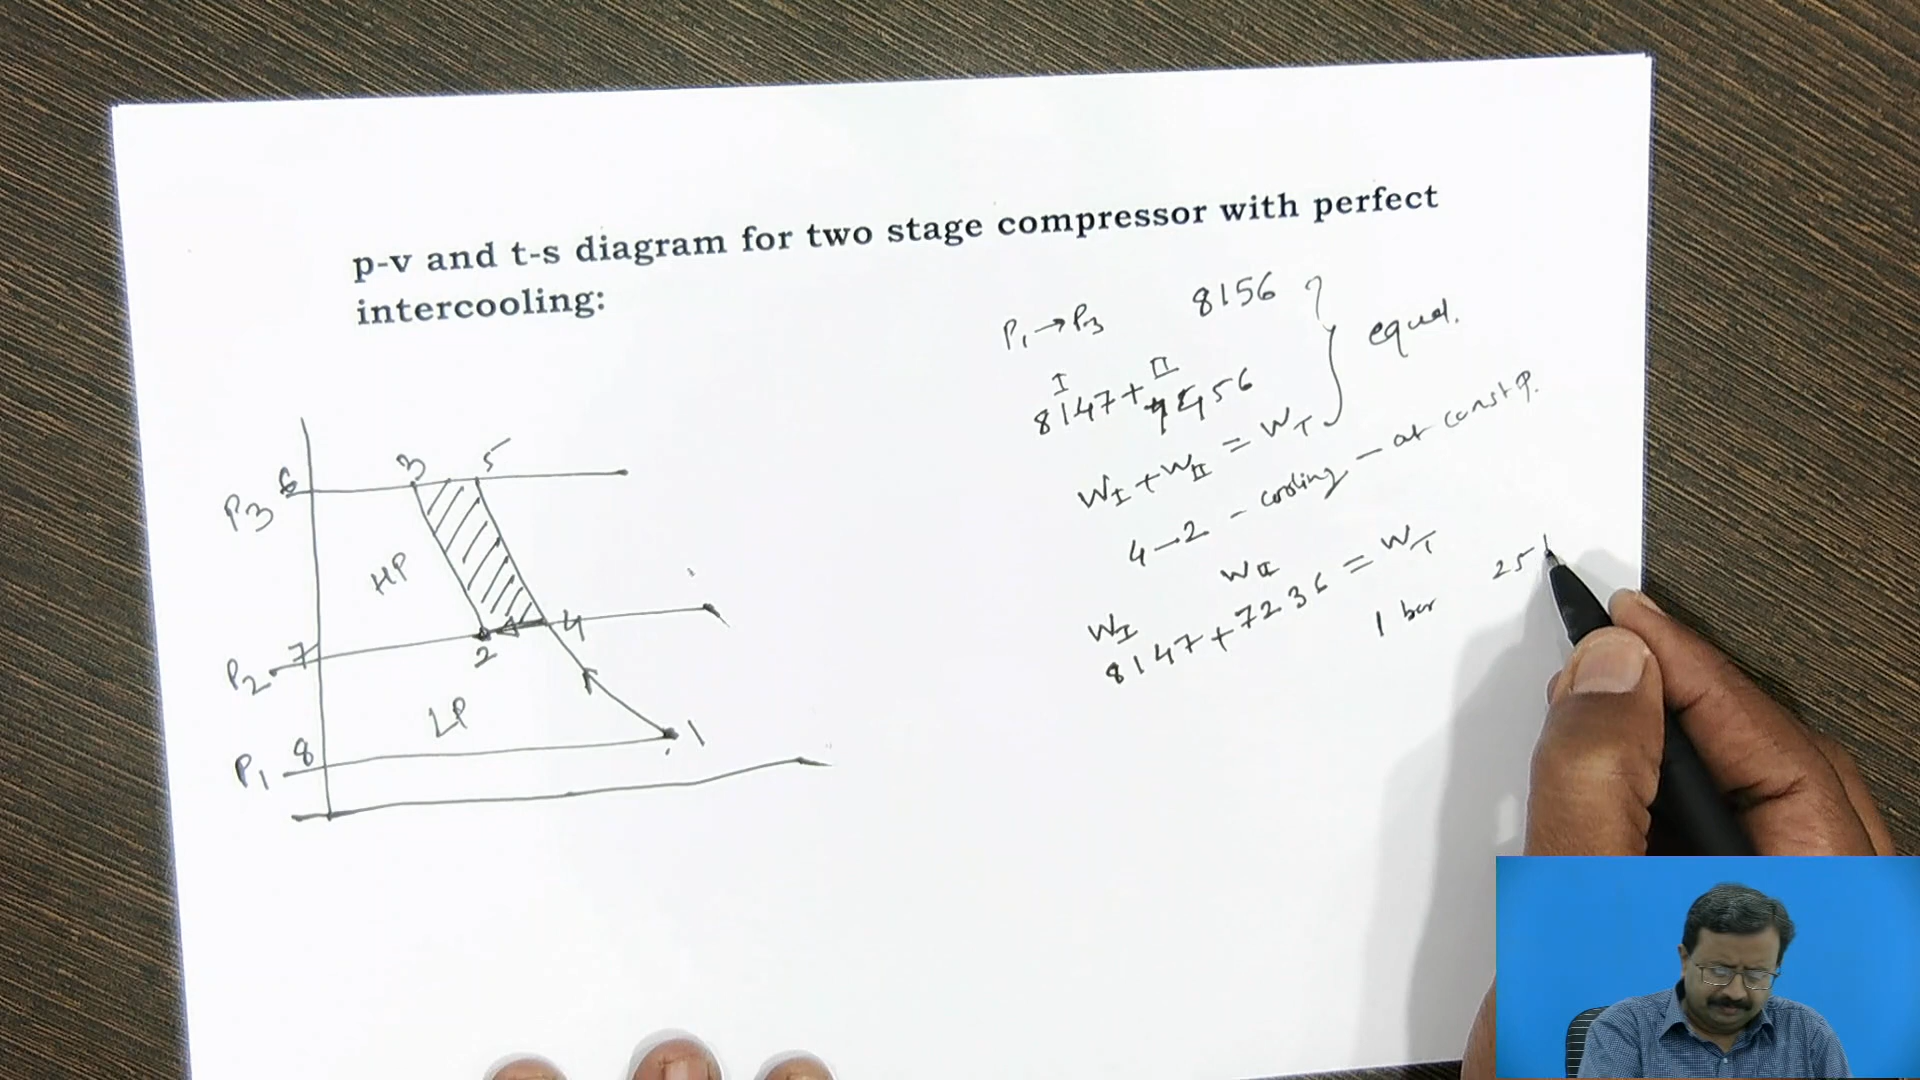 p-v and t-s diagram for two stage compressor with perfect
intercooling:
P1 → P3 8156
I II
8147 + 7456
WI + WII = WT } equal.
4 – 2 – cooling – at const P.
WI WII
8147 + 7236 = WT
1 bar 25
6 3 5
P3
HP
7 2 4
P2
LP
8 1
P1